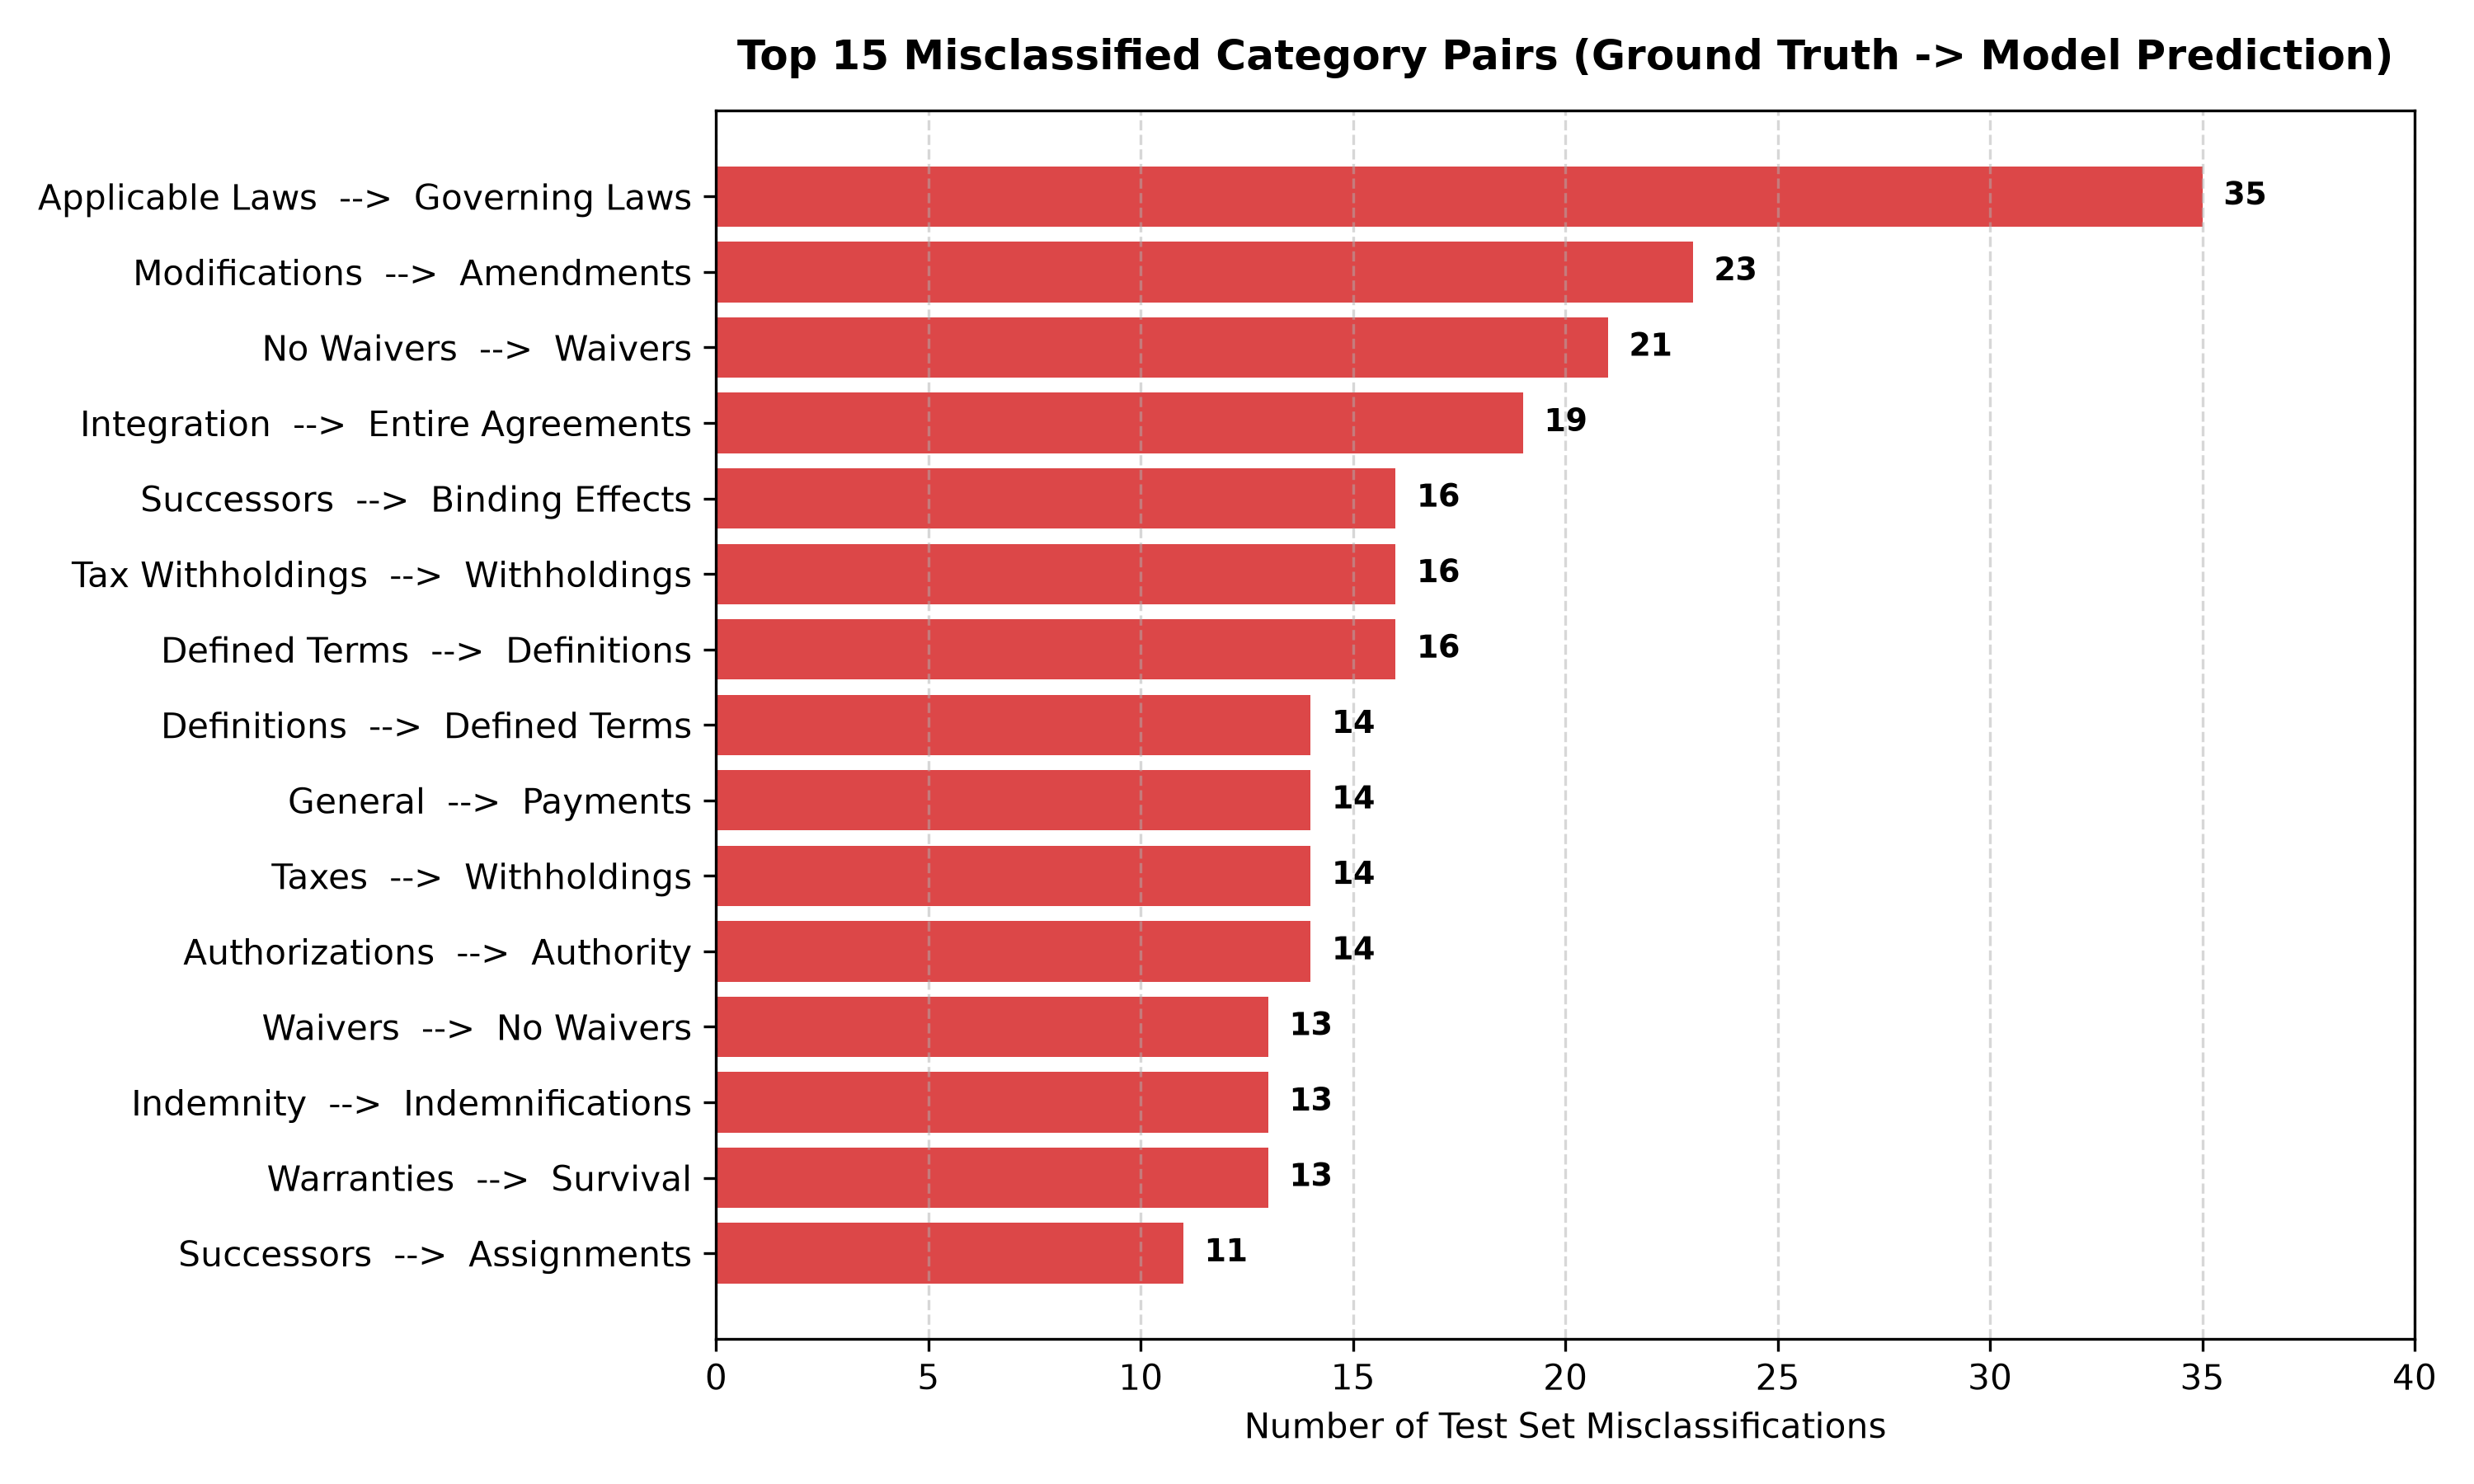 Top 15 Misclassified Category Pairs (Ground Truth -> Model Prediction)
Applicable Laws --> Governing Laws 35
Modifications --> Amendments 23
No Waivers --> Waivers 21
Integration --> Entire Agreements 19
Successors --> Binding Effects 16
Tax Withholdings --> Withholdings 16
Defined Terms --> Definitions 16
Definitions --> Defined Terms 14
General --> Payments 14
Taxes --> Withholdings 14
Authorizations --> Authority 14
Waivers --> No Waivers 13
Indemnity --> Indemnifications 13
Warranties --> Survival 13
Successors --> Assignments 11
0 5 10 15 20 25 30 35 40
Number of Test Set Misclassifications